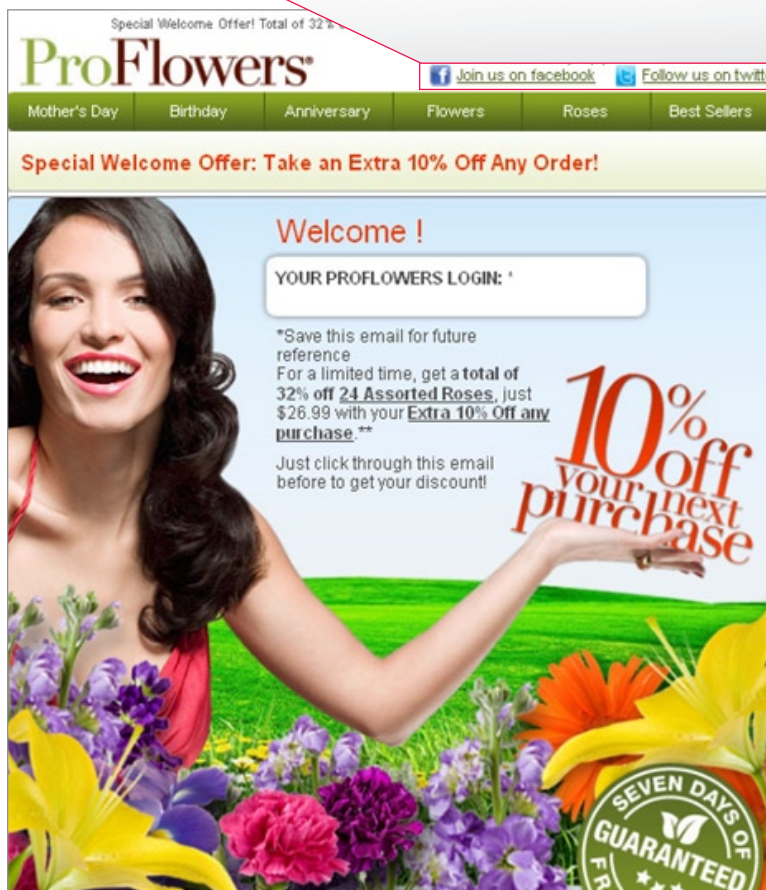 Special Welcome Offer! Total of 32%
ProFlowers
Join us on facebook
Follow us on twitt
Mother's Day
Birthday
Anniversary
Flowers
Roses
Best Sellers
Special Welcome Offer: Take an Extra 10% Off Any Order!
Welcome !
YOUR PROFLOWERS LOGIN: *
*Save this email for future
reference
For a limited time, get a total of
32% off 24 Assorted Roses, just
$26.99 with your Extra 10% Off any
purchase.**
Just click through this email
before to get your discount!
10%
off
your next
purchase
SEVEN DAYS OF
GUARANTEED